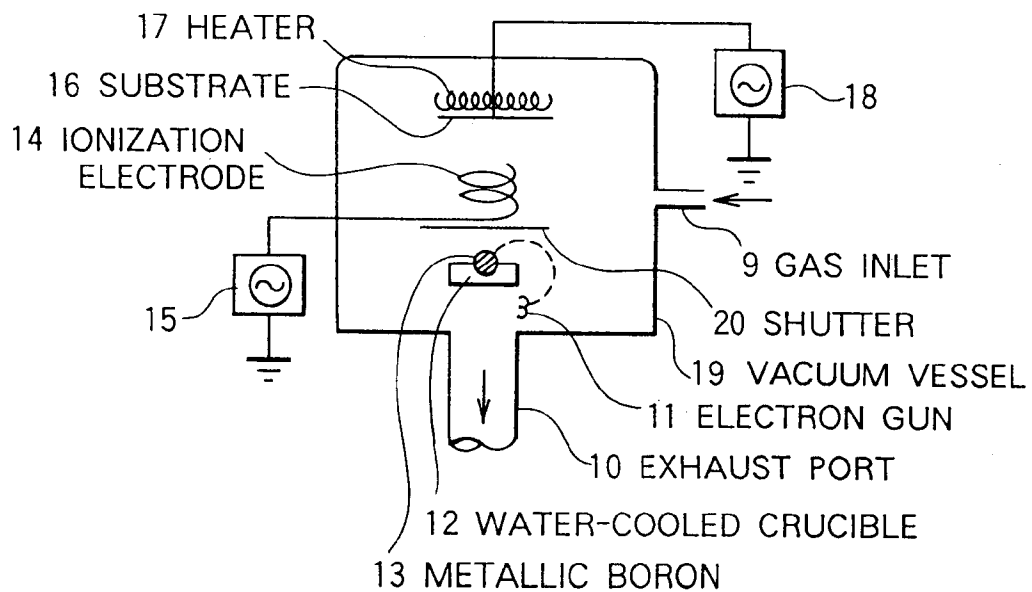 17 HEATER
16 SUBSTRATE
18
14 IONIZATION
ELECTRODE
9 GAS INLET
15
20 SHUTTER
19 VACUUM VESSEL
11 ELECTRON GUN
10 EXHAUST PORT
12 WATER-COOLED CRUCIBLE
13 METALLIC BORON